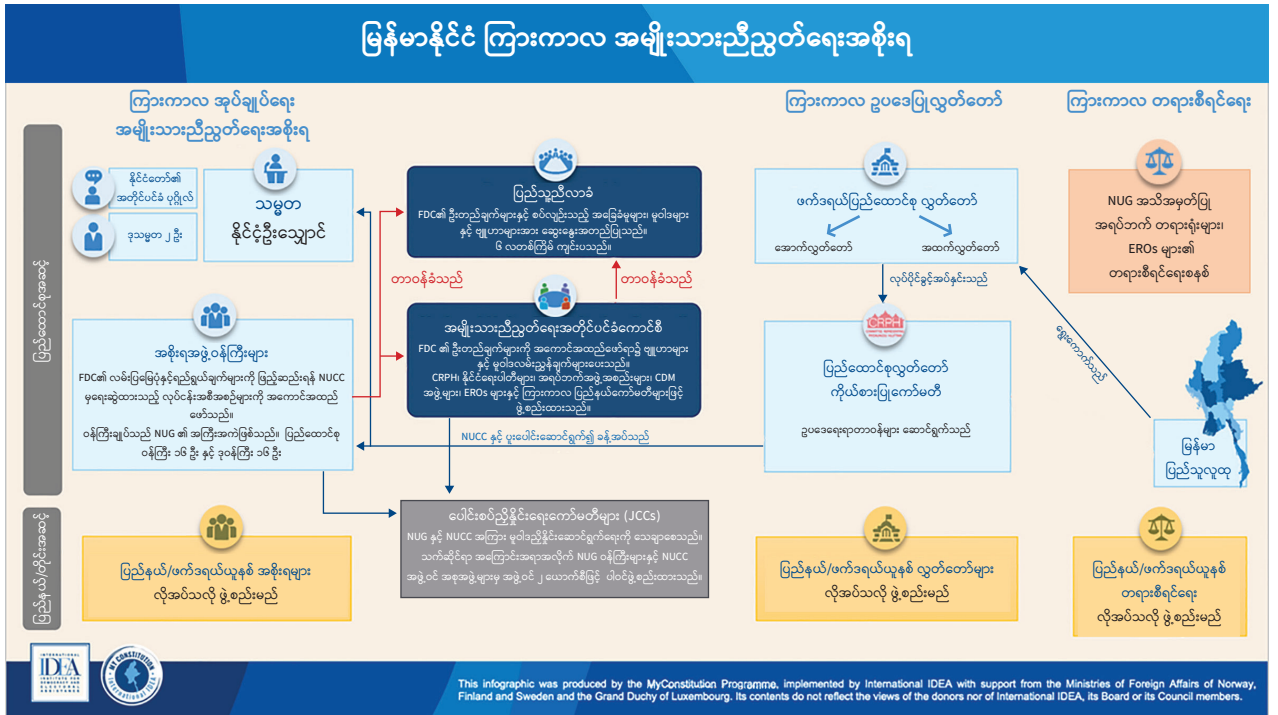 မြန်မာနိုင်ငံ ကြားကာလ အမျိုးသားညီညွတ်ရေးအစိုးရ
ကြားကာလ အုပ်ချုပ်ရေး
အမျိုးသားညီညွတ်ရေးအစိုးရ
ကြားကာလ ဥပဒေပြုလွှတ်တော်
ကြားကာလ တရားစီရင်ရေး
ပြည်ထောင်စုအဆင့်
နိုင်ငံတော်၏
အတိုင်ပင်ခံ ပုဂ္ဂိုလ်
ဒုသမ္မတ ၂ ဦး
သမ္မတ
နိုင်ငံ့ဦးသျှောင်
ပြည်သူ့ညီလာခံ
FDC၏ ဦးတည်ချက်များနှင့် စပ်လျဉ်းသည့် အခြေခံမူများ၊ မူဝါဒများ
နှင့် ဗျူဟာများအား ဆွေးနွေးအတည်ပြုသည်။
၆ လတစ်ကြိမ် ကျင်းပသည်။
ဖက်ဒရယ်ပြည်ထောင်စု လွှတ်တော်
အောက်လွှတ်တော်
အထက်လွှတ်တော်
NUG အသိအမှတ်ပြု
အရပ်ဘက် တရားရုံးများ၊
EROs များ၏
တရားစီရင်ရေးစနစ်
တာဝန်ခံသည်
တာဝန်ခံသည်
လုပ်ပိုင်ခွင့်အပ်နှင်းသည်
ရွေးကောက်သည်
အစိုးရအဖွဲ့ဝန်ကြီးများ
FDC၏ လမ်းပြမြေပုံနှင့်ရည်ရွယ်ချက်များကို ဖြည့်ဆည်းရန် NUCC
မှရေးဆွဲထားသည့် လုပ်ငန်းအစီအစဉ်များကို အကောင်အထည်
ဖော်သည်။
ဝန်ကြီးချုပ်သည် NUG ၏ အကြီးအကဲဖြစ်သည်။ ပြည်ထောင်စု
ဝန်ကြီး ၁၆ ဦး နှင့် ဒုဝန်ကြီး ၁၆ ဦး
အမျိုးသားညီညွတ်ရေးအတိုင်ပင်ခံကောင်စီ
FDC ၏ ဦးတည်ချက်များကို အကောင်အထည်ဖော်ရာ၌ ဗျူဟာများ
နှင့် မူဝါဒလမ်းညွှန်ချက်များပေးသည်။
CRPH၊ နိုင်ငံရေးပါတီများ၊ အရပ်ဘက်အဖွဲ့အစည်းများ၊ CDM
အဖွဲ့များ၊ EROs များနှင့် ကြားကာလ ပြည်နယ်ကော်မတီများဖြင့်
ဖွဲ့စည်းထားသည်။
CRPH
ပြည်ထောင်စုလွှတ်တော်
ကိုယ်စားပြုကော်မတီ
ဥပဒေရေးရာတာဝန်များ ဆောင်ရွက်သည်
NUCC နှင့် ပူးပေါင်းဆောင်ရွက်၍ ခန့်အပ်သည်
မြန်မာ
ပြည်သူလူထု
ပြည်နယ်/တိုင်းအဆင့်
ပြည်နယ်/ဖက်ဒရယ်ယူနစ် အစိုးရများ
လိုအပ်သလို ဖွဲ့စည်းမည်
ပေါင်းစပ်ညှိနှိုင်းရေးကော်မတီများ (JCCs)
NUG နှင့် NUCC အကြား မူဝါဒညှိနှိုင်းဆောင်ရွက်ရေးကို သေချာစေသည်။
သက်ဆိုင်ရာ အကြောင်းအရာအလိုက် NUG ဝန်ကြီးများနှင့် NUCC
အဖွဲ့ဝင် အစုအဖွဲ့များမှ အဖွဲ့ဝင် ၂ ယောက်စီဖြင့် ပါဝင်ဖွဲ့စည်းထားသည်။
ပြည်နယ်/ဖက်ဒရယ်ယူနစ် လွှတ်တော်များ
လိုအပ်သလို ဖွဲ့စည်းမည်
ပြည်နယ်/ဖက်ဒရယ်ယူနစ်
တရားစီရင်ရေး
လိုအပ်သလို ဖွဲ့စည်းမည်
INTERNATIONAL
IDEA
INSTITUTE FOR
DEMOCRACY AND
ELECTORAL
ASSISTANCE
MY CONSTITUTION
International IDEA
This infographic was produced by the MyConstitution Programme, implemented by International IDEA with support from the Ministries of Foreign Affairs of Norway,
Finland and Sweden and the Grand Duchy of Luxembourg. Its contents do not reflect the views of the donors nor of International IDEA, its Board or its Council members.